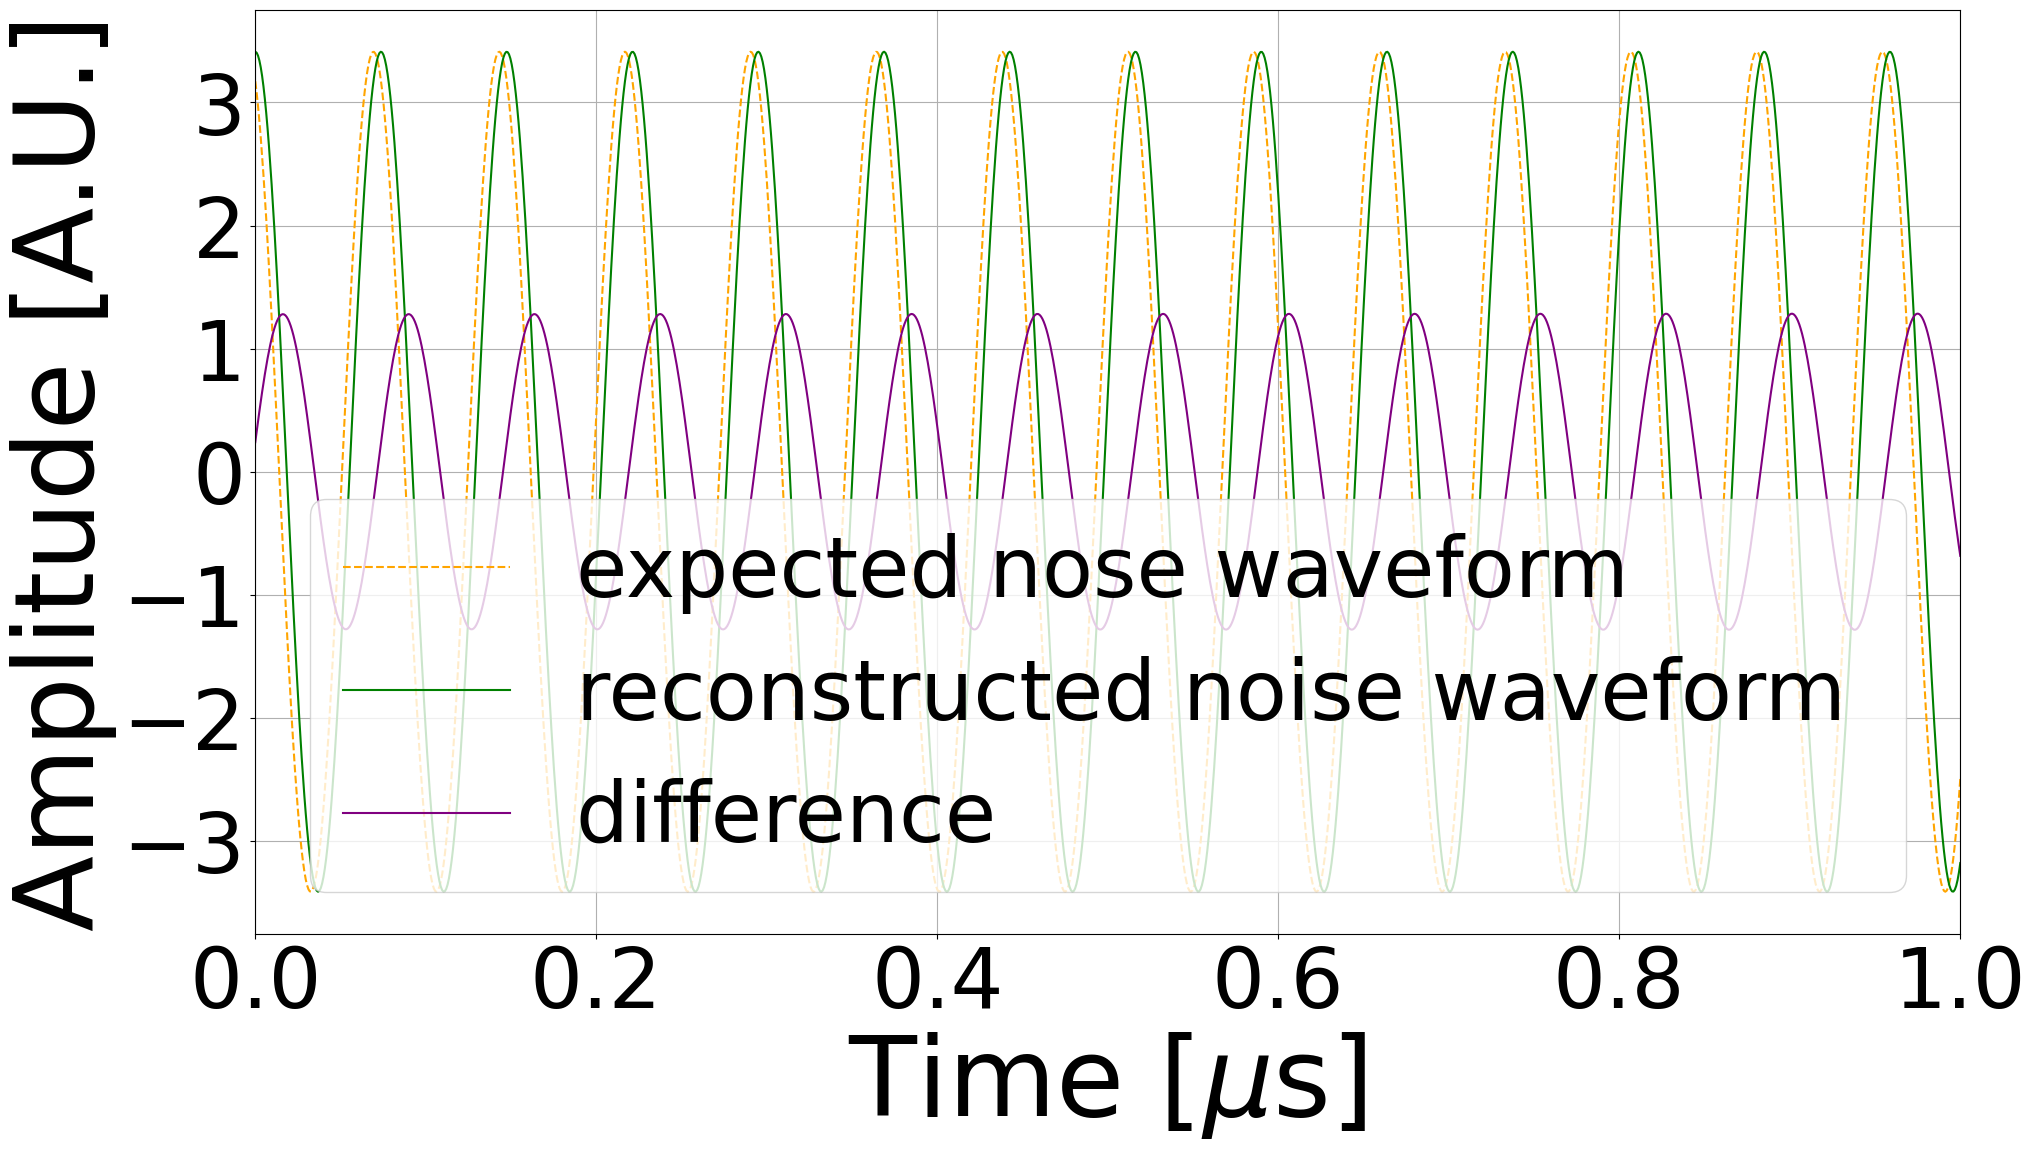 Amplitude [A.U.]
3
2
1
0
−1
−2
−3
expected nose waveform
reconstructed noise waveform
difference
0.0 0.2 0.4 0.6 0.8 1.0
Time [μs]